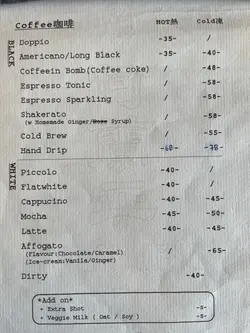 Coffee咖啡 HOT熱 Cold凍
BLACK
Doppio -35- /
Americano/Long Black -35- -40-
Coffeein Bomb(Coffee coke) / -48-
Espresso Tonic / -58-
Espresso Sparkling / -58-
Shakerato / -58-
(w Homemade Ginger/Rose Syrup)
Cold Brew / -55-
Hand Drip -68- -78-
WHITE
Piccolo -40- /
Flatwhite -40- /
Cappucino -40- -45-
Mocha -45- -50-
Latte -40- -45-
Affogato / -65-
(Flavour:Chocolate/Caramel)
(Ice-cream:Vanila/Ginger)
Dirty -40-
*Add on*
+ Extra Shot -5-
+ Veggie Milk ( Oat / Soy ) -5-